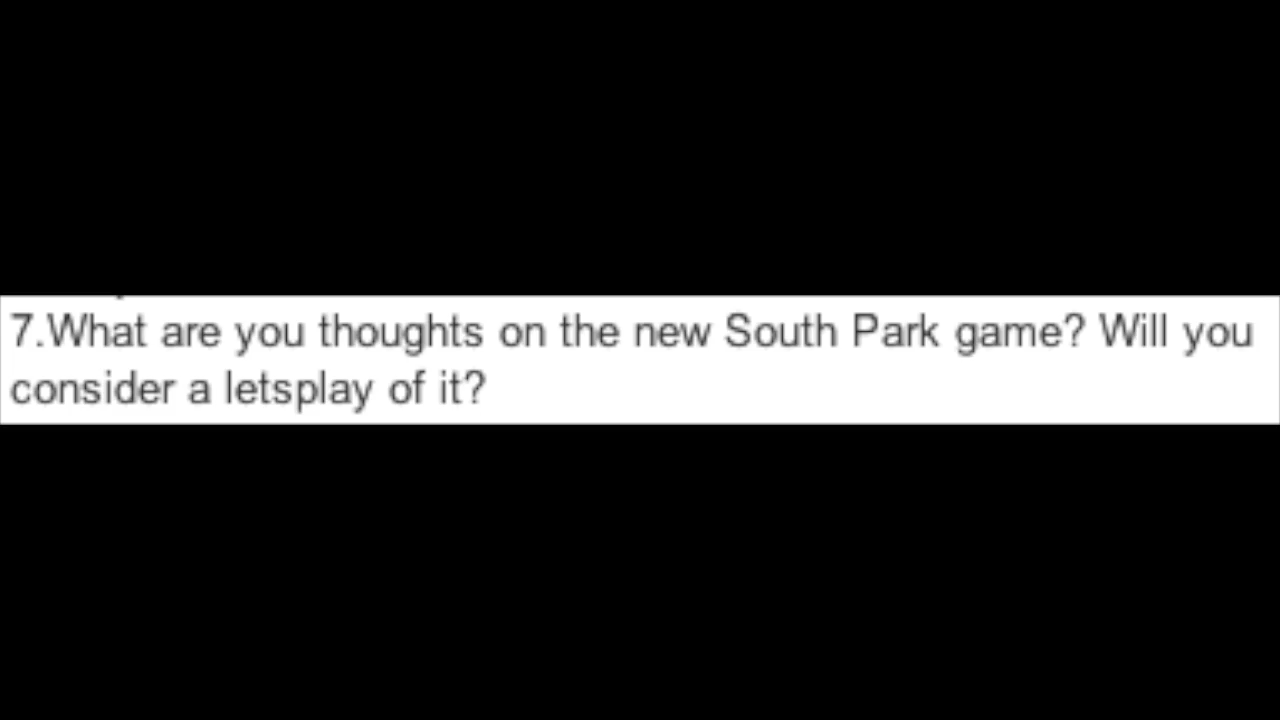 7.What are you thoughts on the new South Park game? Will you
consider a letsplay of it?